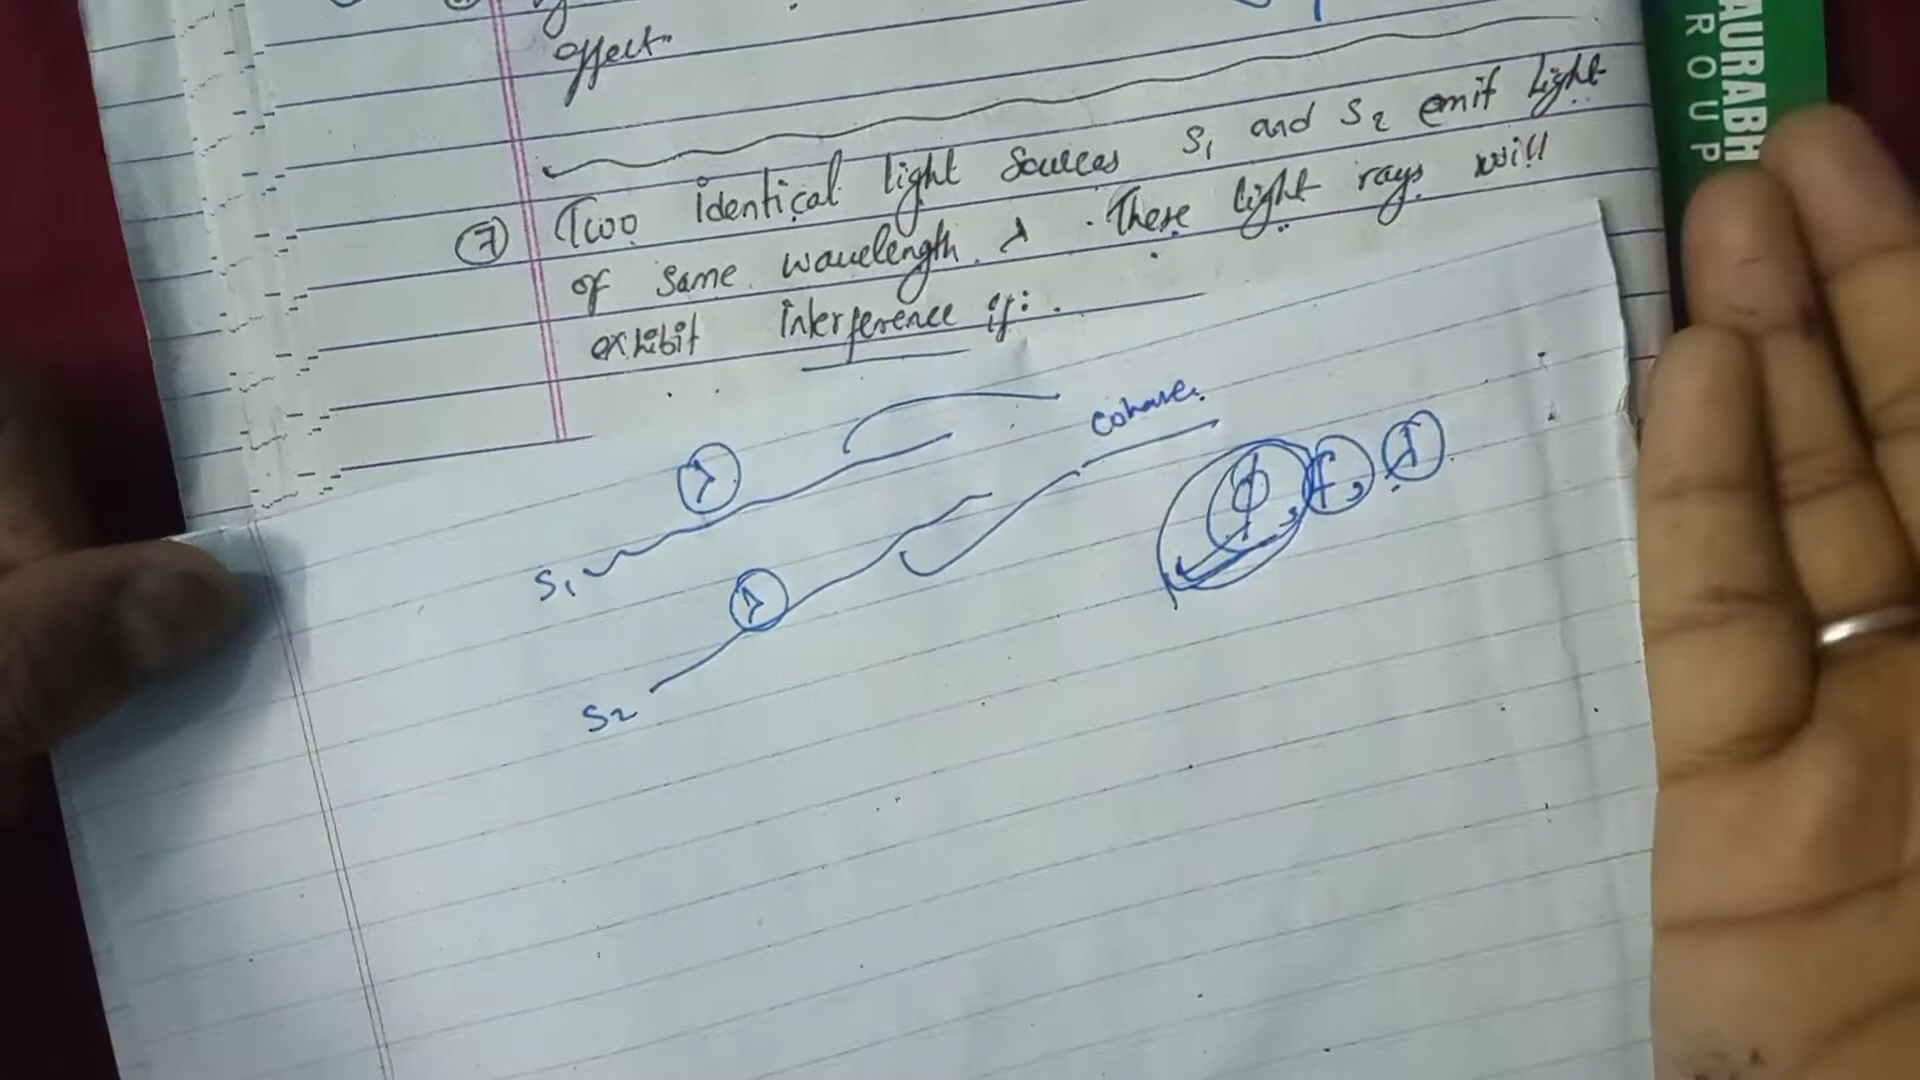 effect.
(7) Two identical light sources S1 and S2 emit light
of same wavelength λ. These light rays will
exhibit interference if:
λ
S1
cohere.
ϕ, f, λ
λ
S2
AURABH
ROUP